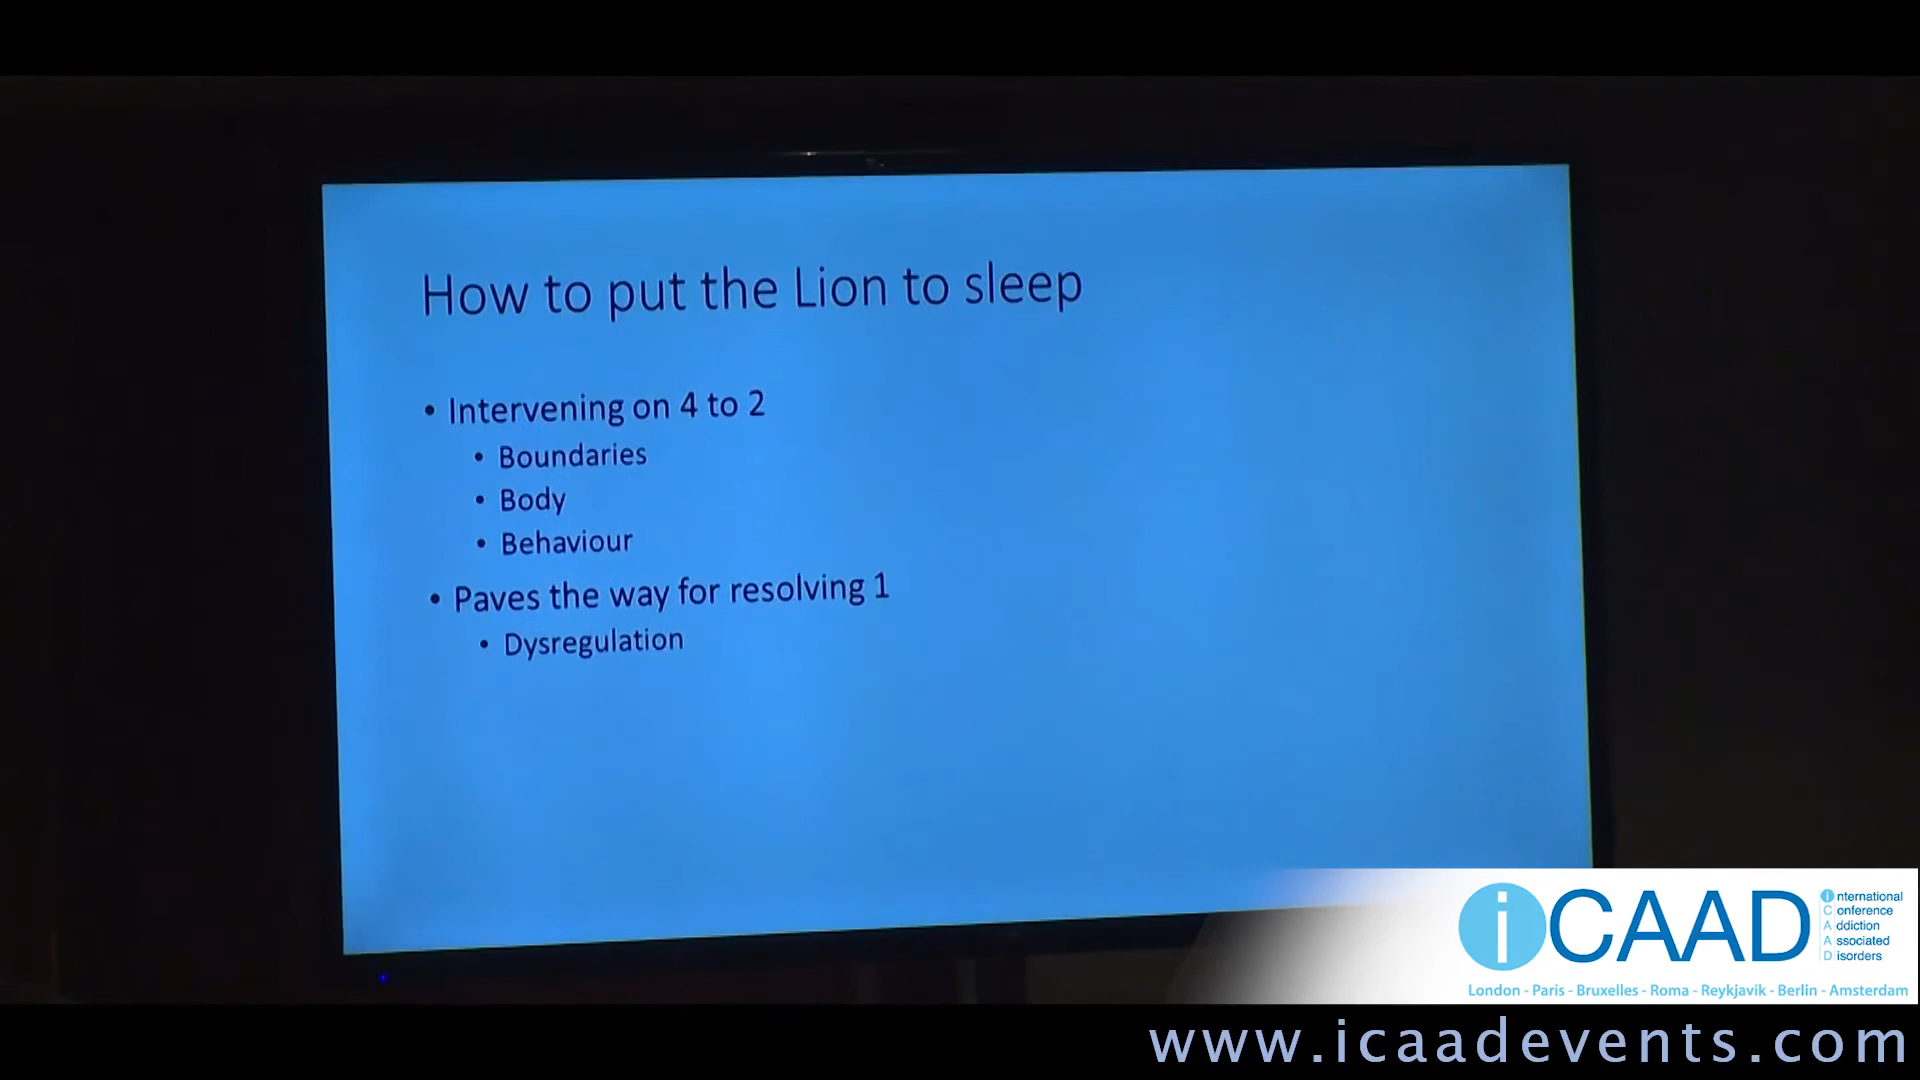 How to put the Lion to sleep
• Intervening on 4 to 2
• Boundaries
• Body
• Behaviour
• Paves the way for resolving 1
• Dysregulation
iCAAD
international
Conference
Addiction
Associated
Disorders
London - Paris - Bruxelles - Roma - Reykjavik - Berlin - Amsterdam
www.icaadevents.com